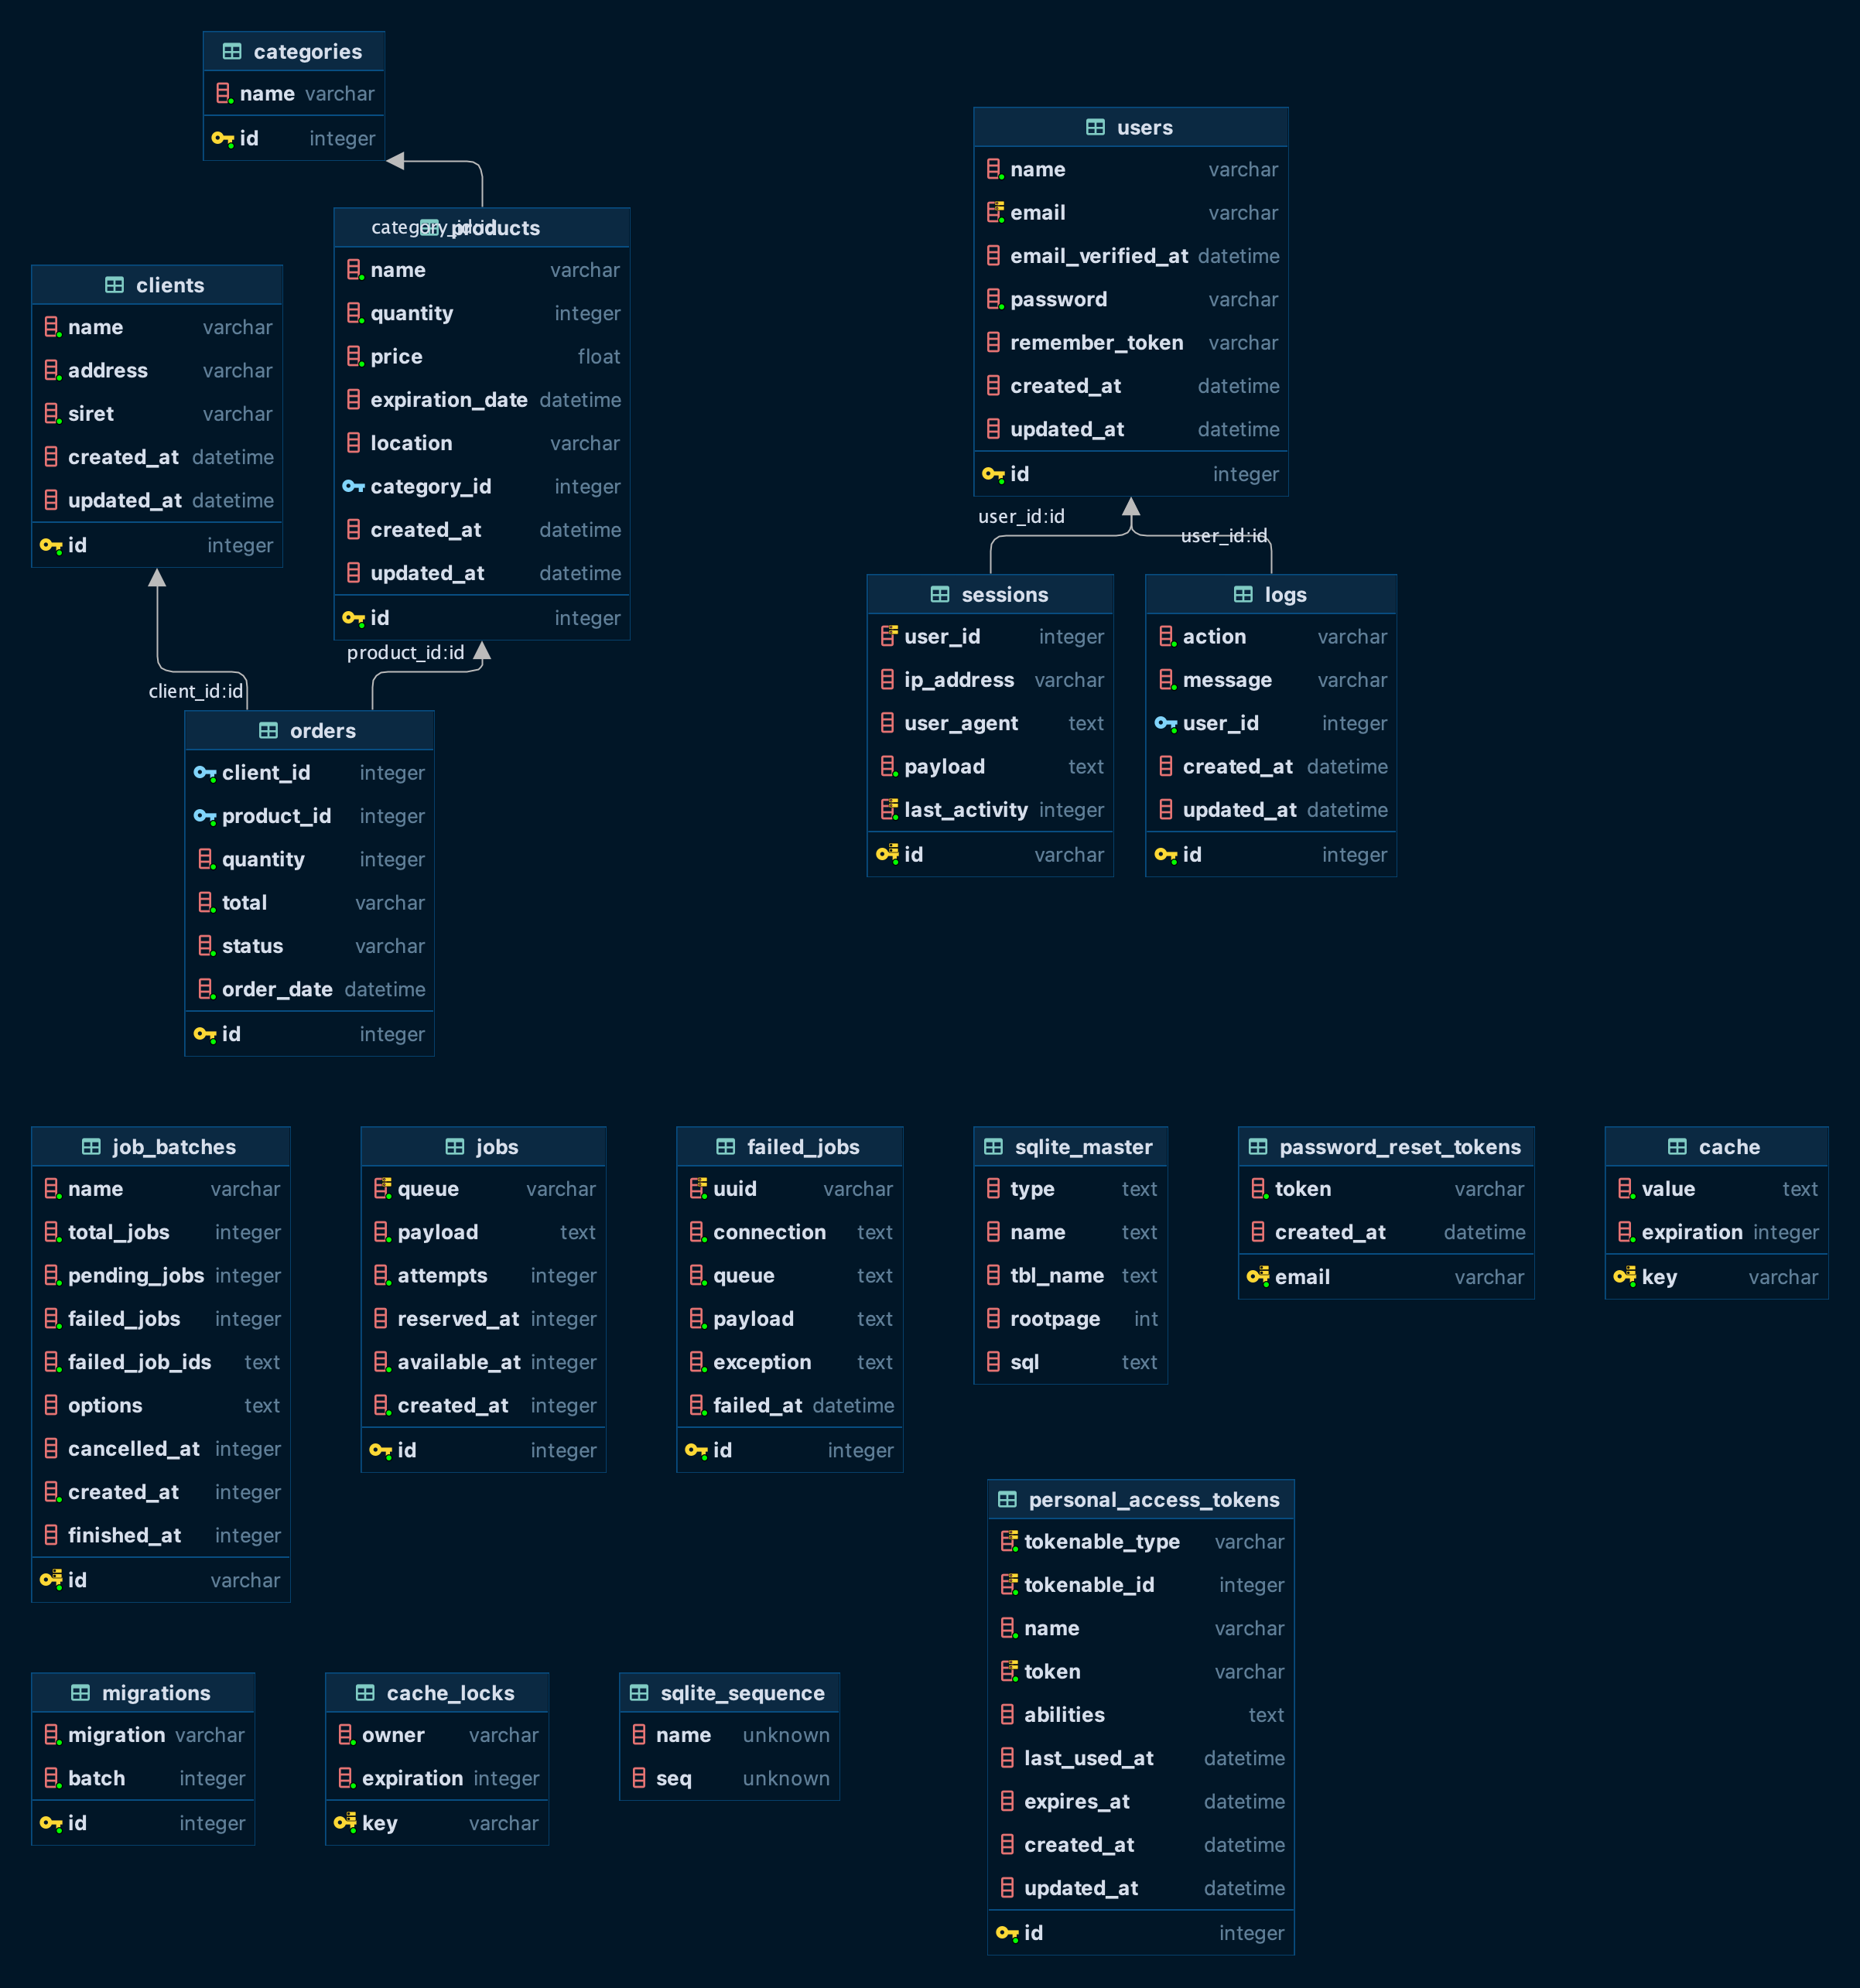 categories
name varchar
id integer
users
name varchar
email varchar
email_verified_at datetime
password varchar
remember_token varchar
created_at datetime
updated_at datetime
id integer
category_id:id
products
name varchar
quantity integer
price float
expiration_date datetime
location varchar
category_id integer
created_at datetime
updated_at datetime
id integer
clients
name varchar
address varchar
siret varchar
created_at datetime
updated_at datetime
id integer
user_id:id
user_id:id
sessions
user_id integer
ip_address varchar
user_agent text
payload text
last_activity integer
id varchar
logs
action varchar
message varchar
user_id integer
created_at datetime
updated_at datetime
id integer
product_id:id
client_id:id
orders
client_id integer
product_id integer
quantity integer
total varchar
status varchar
order_date datetime
id integer
job_batches
name varchar
total_jobs integer
pending_jobs integer
failed_jobs integer
failed_job_ids text
options text
cancelled_at integer
created_at integer
finished_at integer
id varchar
jobs
queue varchar
payload text
attempts integer
reserved_at integer
available_at integer
created_at integer
id integer
failed_jobs
uuid varchar
connection text
queue text
payload text
exception text
failed_at datetime
id integer
sqlite_master
type text
name text
tbl_name text
rootpage int
sql text
password_reset_tokens
token varchar
created_at datetime
email varchar
cache
value text
expiration integer
key varchar
personal_access_tokens
tokenable_type varchar
tokenable_id integer
name varchar
token varchar
abilities text
last_used_at datetime
expires_at datetime
created_at datetime
updated_at datetime
id integer
migrations
migration varchar
batch integer
id integer
cache_locks
owner varchar
expiration integer
key varchar
sqlite_sequence
name unknown
seq unknown